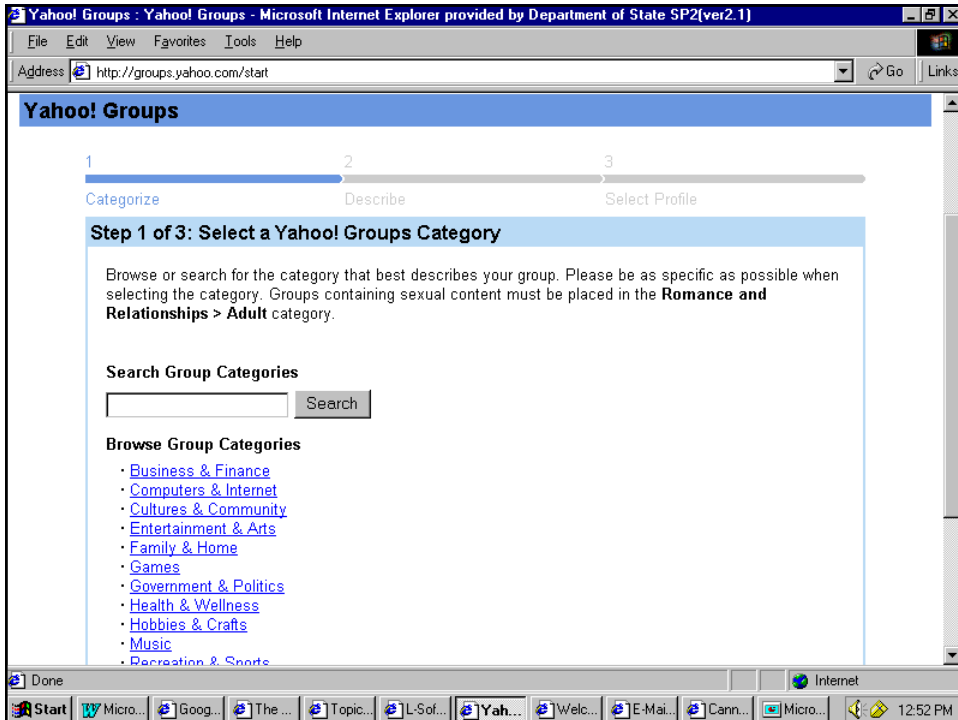 Yahoo! Groups : Yahoo! Groups - Microsoft Internet Explorer provided by Department of State SP2(ver2.1)
File Edit View Favorites Tools Help
Address http://groups.yahoo.com/start Go Links
Yahoo! Groups
1 2 3
Categorize Describe Select Profile
Step 1 of 3: Select a Yahoo! Groups Category
Browse or search for the category that best describes your group. Please be as specific as possible when
selecting the category. Groups containing sexual content must be placed in the Romance and
Relationships > Adult category.
Search Group Categories
Search
Browse Group Categories
· Business & Finance
· Computers & Internet
· Cultures & Community
· Entertainment & Arts
· Family & Home
· Games
· Government & Politics
· Health & Wellness
· Hobbies & Crafts
· Music
· Recreation & Sports
Done Internet
Start Micro... Goog... The ... Topic... L-Sof... Yah... Welc... E-Mai... Cann... Micro... 12:52 PM